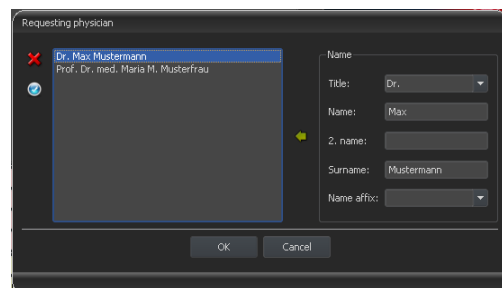 Requesting physician
Dr. Max Mustermann
Prof. Dr. med. Maria M. Musterfrau
Name
Title: Dr.
Name: Max
2. name:
Surname: Mustermann
Name affix:
OK Cancel